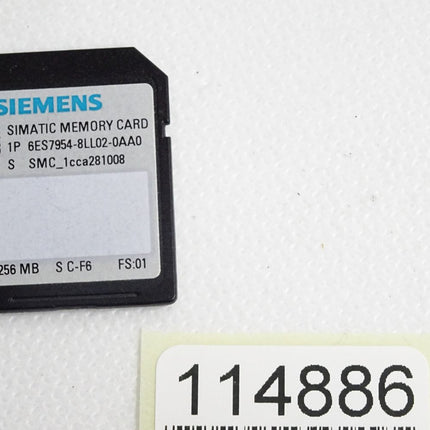 SIEMENS
SIMATIC MEMORY CARD
1P 6ES7954-8LL02-0AA0
S SMC_1cca281008
256 MB S C-F6 FS:01
114886